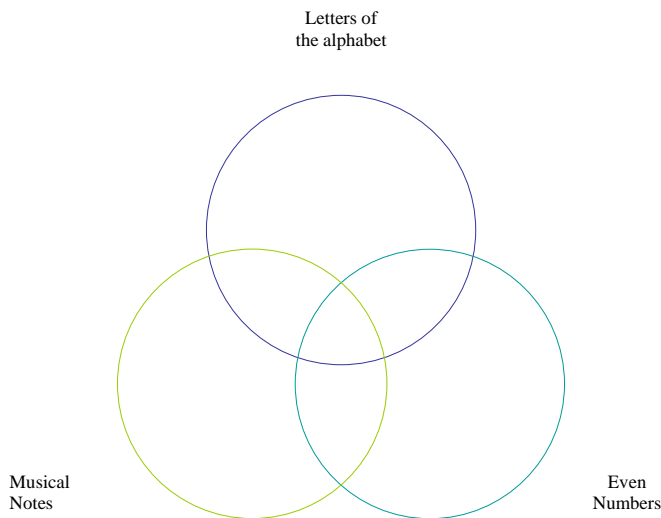 Letters of
the alphabet
Musical
Notes
Even
Numbers